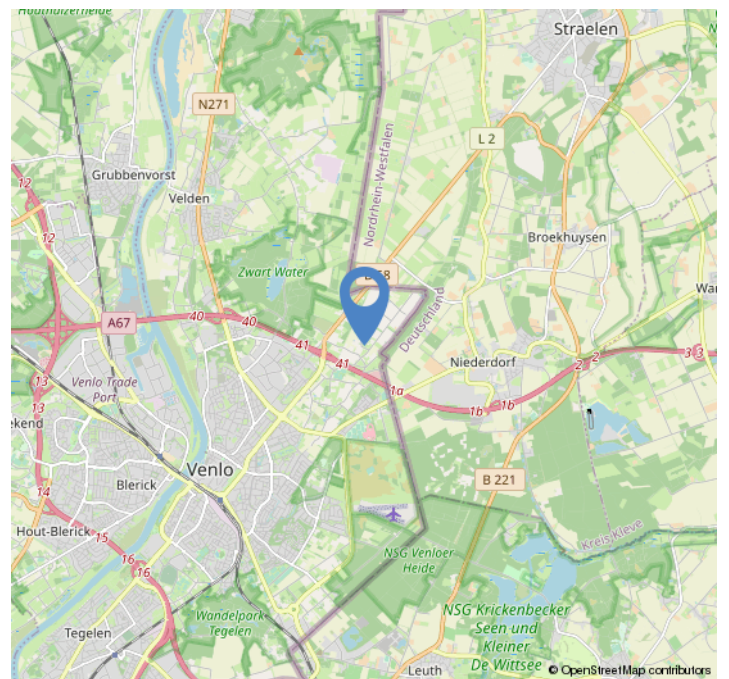 Straelen
N271
L 2
Nordrhein-Westfalen
Grubbenvorst
12
Velden
12
Broekhuysen
Zwart Water
Deutschland
A67
40
40
41
41
3
3
2
2
Niederdorf
13
Venlo Trade
Port
1a
13
1b
1b
Venlo
B 221
Blerick
14
Hout-Blerick
15
Kreis Kleve
16
16
NSG Venloer
Heide
NSG Krickenbecker
Seen und
Kleiner
De Wittsee
Wandelpark
Tegelen
Tegelen
Leuth
© OpenStreetMap contributors